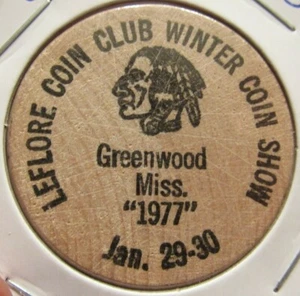 LEFLORE COIN CLUB WINTER COIN SHOW
Greenwood
Miss.
"1977"
Jan. 29-30